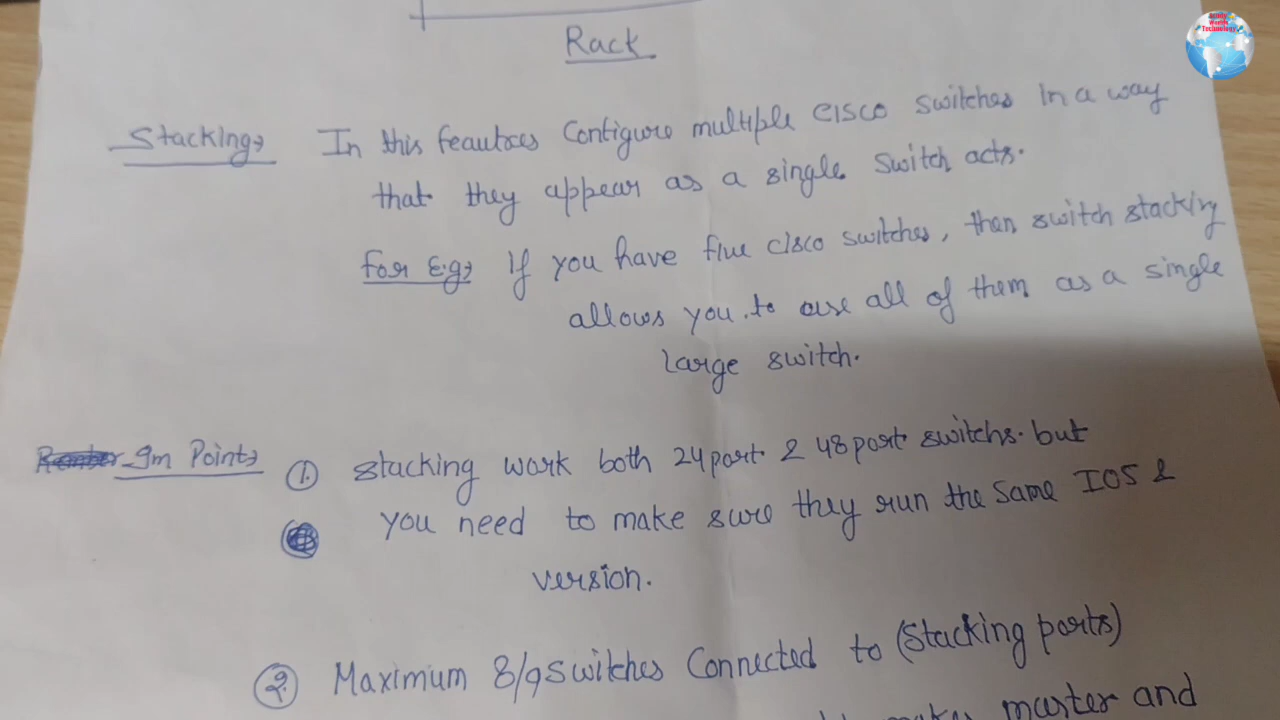 Rack
Stacking:
In this feautres Configure multiple CISCO switches in a way
that they appear as a single switch acts.
for E.g: If you have five cisco switches, then switch stacking
allows you to use all of them as a single
large switch.
Im Point:
1. stacking work both 24 port & 48 port switchs. but
you need to make sure they run the same IOS &
version.
2. Maximum 8/9 switches Connected to (stacking ports)
makes master and